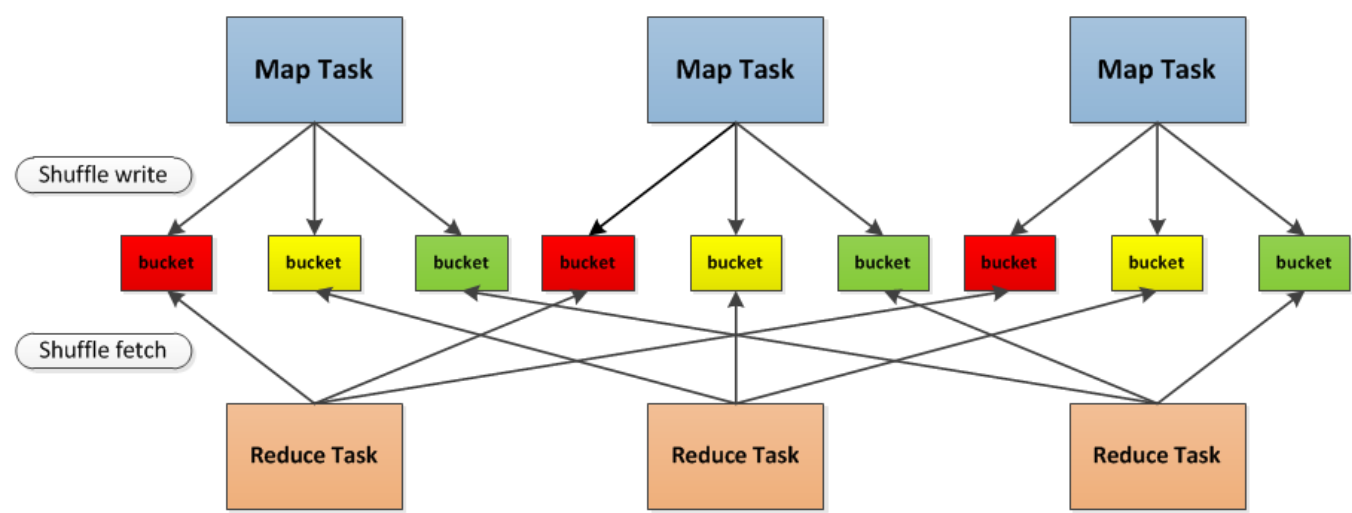 Map Task
Map Task
Map Task
Shuffle write
bucket
bucket
bucket
bucket
bucket
bucket
bucket
bucket
bucket
Shuffle fetch
Reduce Task
Reduce Task
Reduce Task